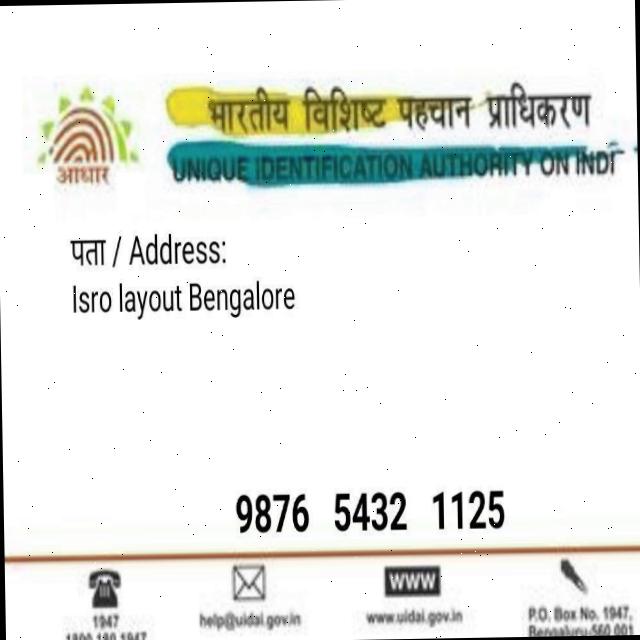 भारतीय विशिष्ट पहचान प्राधिकरण
UNIQUE IDENTIFICATION AUTHORITY ON INDI
आधार
पता / Address:
Isro layout Bengalore
9876 5432 1125
1947
1800 180 1947
help@uidai.gov.in
WWW
www.uidai.gov.in
P.O. Box No. 1947,
Bengaluru-560 001